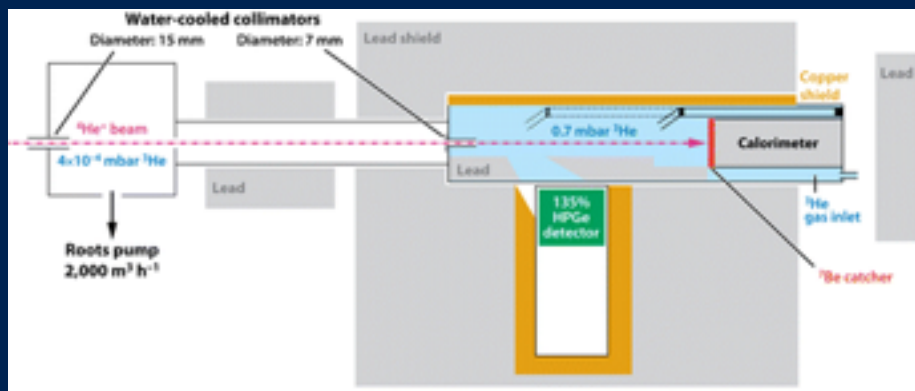 Water-cooled collimators
Diameter: 15 mm
Diameter: 7 mm
Lead shield
Copper shield
Lead
⁴He⁺ beam
0.7 mbar ³He
Calorimeter
4×10⁻⁴ mbar ³He
Lead
Lead
135%
HPGe
detector
³He
gas inlet
Roots pump
2,000 m³ h⁻¹
⁷Be catcher